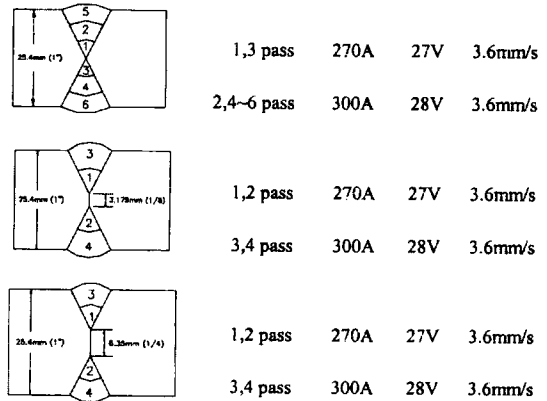 5
2
1
3
4
6
25.4mm (1")
1,3 pass 270A 27V 3.6mm/s
2,4~6 pass 300A 28V 3.6mm/s
3
1
2
4
25.4mm (1")
3.175mm (1/8)
1,2 pass 270A 27V 3.6mm/s
3,4 pass 300A 28V 3.6mm/s
3
1
2
4
25.4mm (1")
6.35mm (1/4)
1,2 pass 270A 27V 3.6mm/s
3,4 pass 300A 28V 3.6mm/s